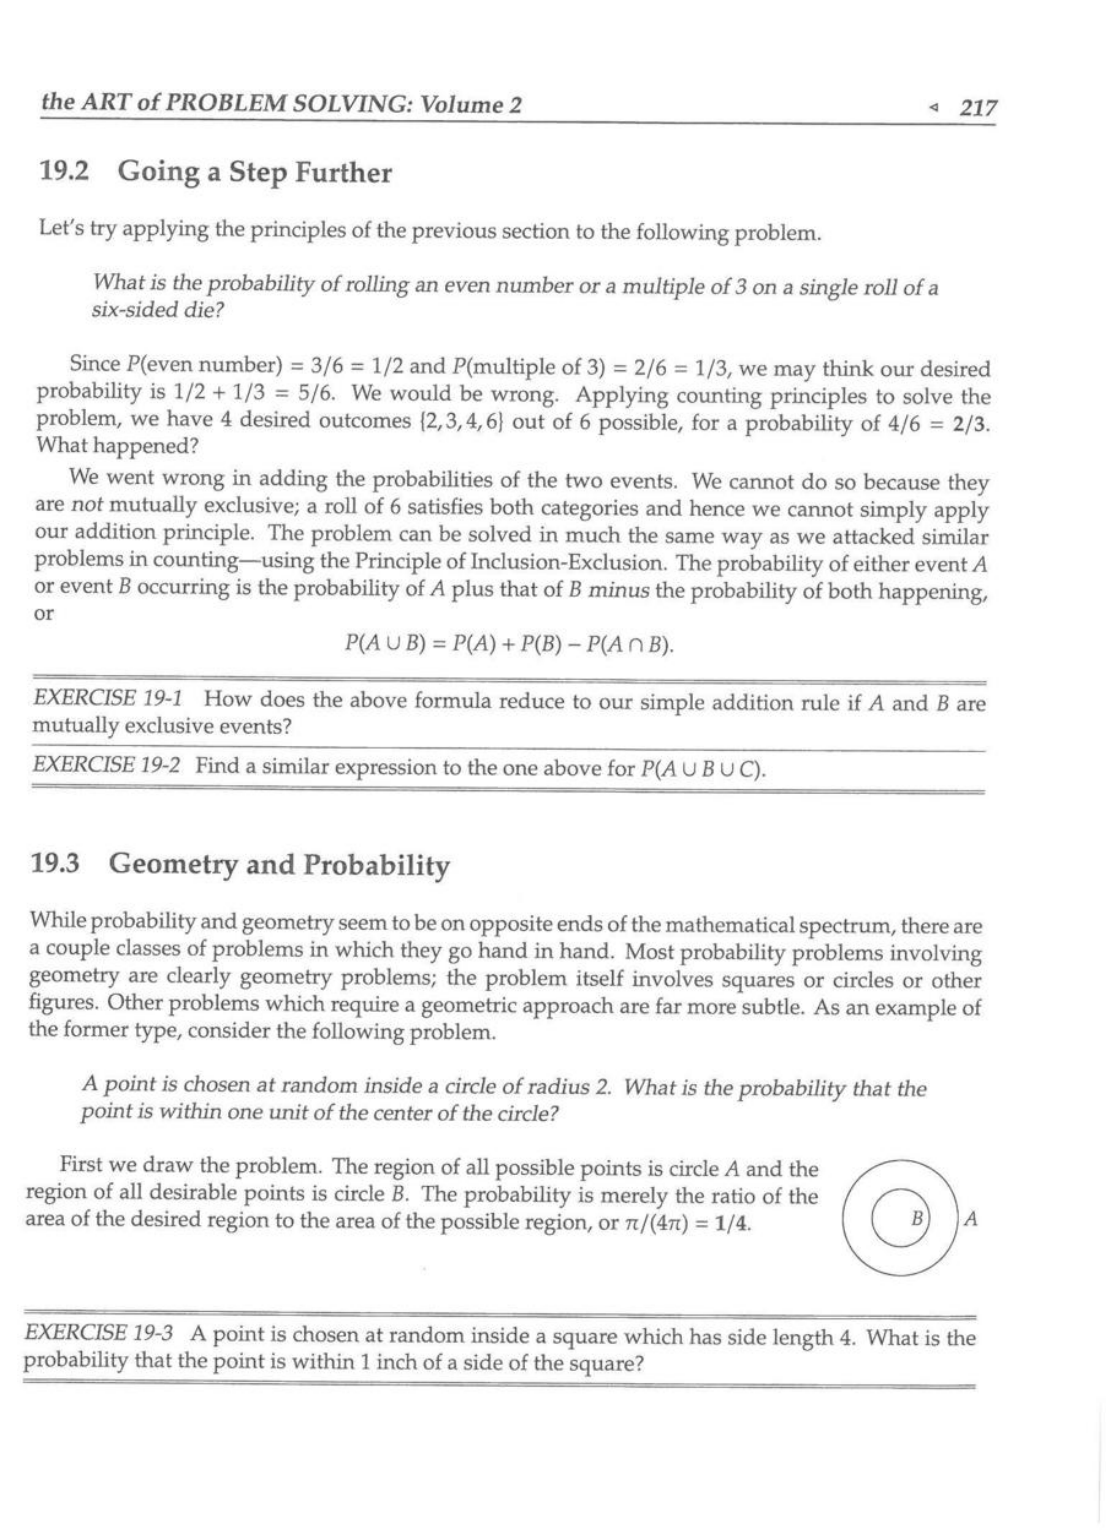 the ART of PROBLEM SOLVING: Volume 2 ◃ 217
19.2 Going a Step Further
Let's try applying the principles of the previous section to the following problem.
What is the probability of rolling an even number or a multiple of 3 on a single roll of a
six-sided die?
Since P(even number) = 3/6 = 1/2 and P(multiple of 3) = 2/6 = 1/3, we may think our desired
probability is 1/2 + 1/3 = 5/6. We would be wrong. Applying counting principles to solve the
problem, we have 4 desired outcomes {2, 3, 4, 6} out of 6 possible, for a probability of 4/6 = 2/3.
What happened?
We went wrong in adding the probabilities of the two events. We cannot do so because they
are not mutually exclusive; a roll of 6 satisfies both categories and hence we cannot simply apply
our addition principle. The problem can be solved in much the same way as we attacked similar
problems in counting—using the Principle of Inclusion-Exclusion. The probability of either event A
or event B occurring is the probability of A plus that of B minus the probability of both happening,
or
P(A ∪ B) = P(A) + P(B) − P(A ∩ B).
EXERCISE 19-1 How does the above formula reduce to our simple addition rule if A and B are
mutually exclusive events?
EXERCISE 19-2 Find a similar expression to the one above for P(A ∪ B ∪ C).
19.3 Geometry and Probability
While probability and geometry seem to be on opposite ends of the mathematical spectrum, there are
a couple classes of problems in which they go hand in hand. Most probability problems involving
geometry are clearly geometry problems; the problem itself involves squares or circles or other
figures. Other problems which require a geometric approach are far more subtle. As an example of
the former type, consider the following problem.
A point is chosen at random inside a circle of radius 2. What is the probability that the
point is within one unit of the center of the circle?
First we draw the problem. The region of all possible points is circle A and the
region of all desirable points is circle B. The probability is merely the ratio of the
area of the desired region to the area of the possible region, or π/(4π) = 1/4.
B A
EXERCISE 19-3 A point is chosen at random inside a square which has side length 4. What is the
probability that the point is within 1 inch of a side of the square?